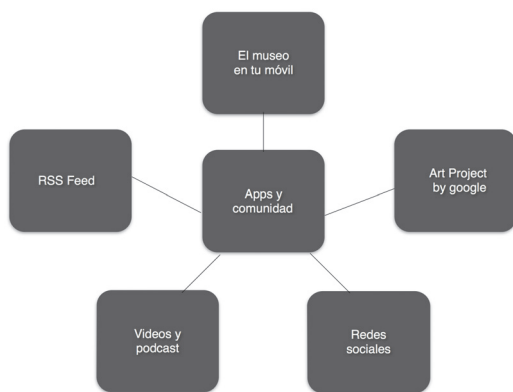 El museo
en tu móvil
RSS Feed
Apps y
comunidad
Art Project
by google
Videos y
podcast
Redes
sociales